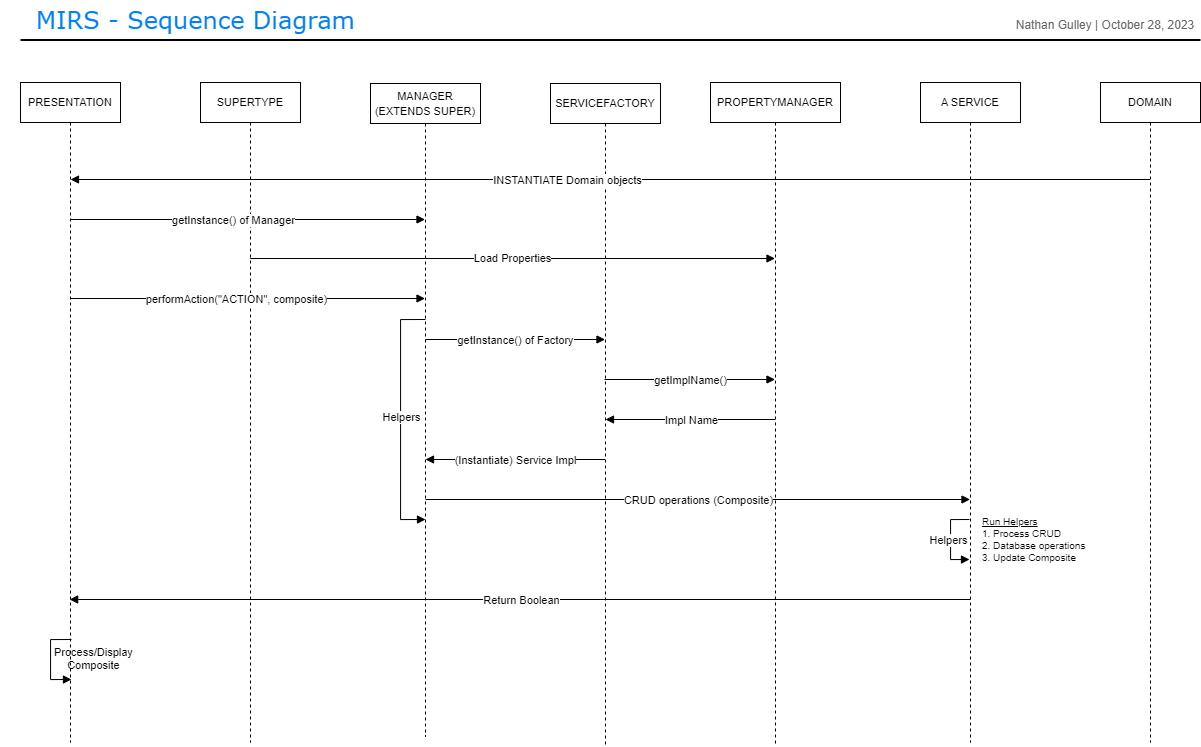 MIRS - Sequence Diagram
Nathan Gulley | October 28, 2023
PRESENTATION
SUPERTYPE
MANAGER
(EXTENDS SUPER)
SERVICEFACTORY
PROPERTYMANAGER
A SERVICE
DOMAIN
INSTANTIATE Domain objects
getInstance() of Manager
Load Properties
performAction("ACTION", composite)
getInstance() of Factory
getImplName()
Helpers
Impl Name
(Instantiate) Service Impl
CRUD operations (Composite)
Helpers
Run Helpers
1. Process CRUD
2. Database operations
3. Update Composite
Return Boolean
Process/Display
Composite